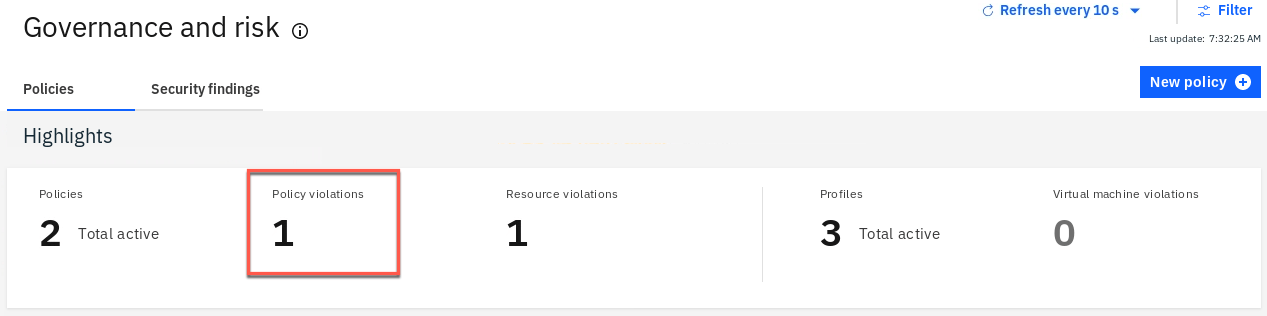 Governance and risk
Refresh every 10 s
Filter
Last update: 7:32:25 AM
Policies
Security findings
New policy
Highlights
Policies
2 Total active
Policy violations
1
Resource violations
1
Profiles
3 Total active
Virtual machine violations
0